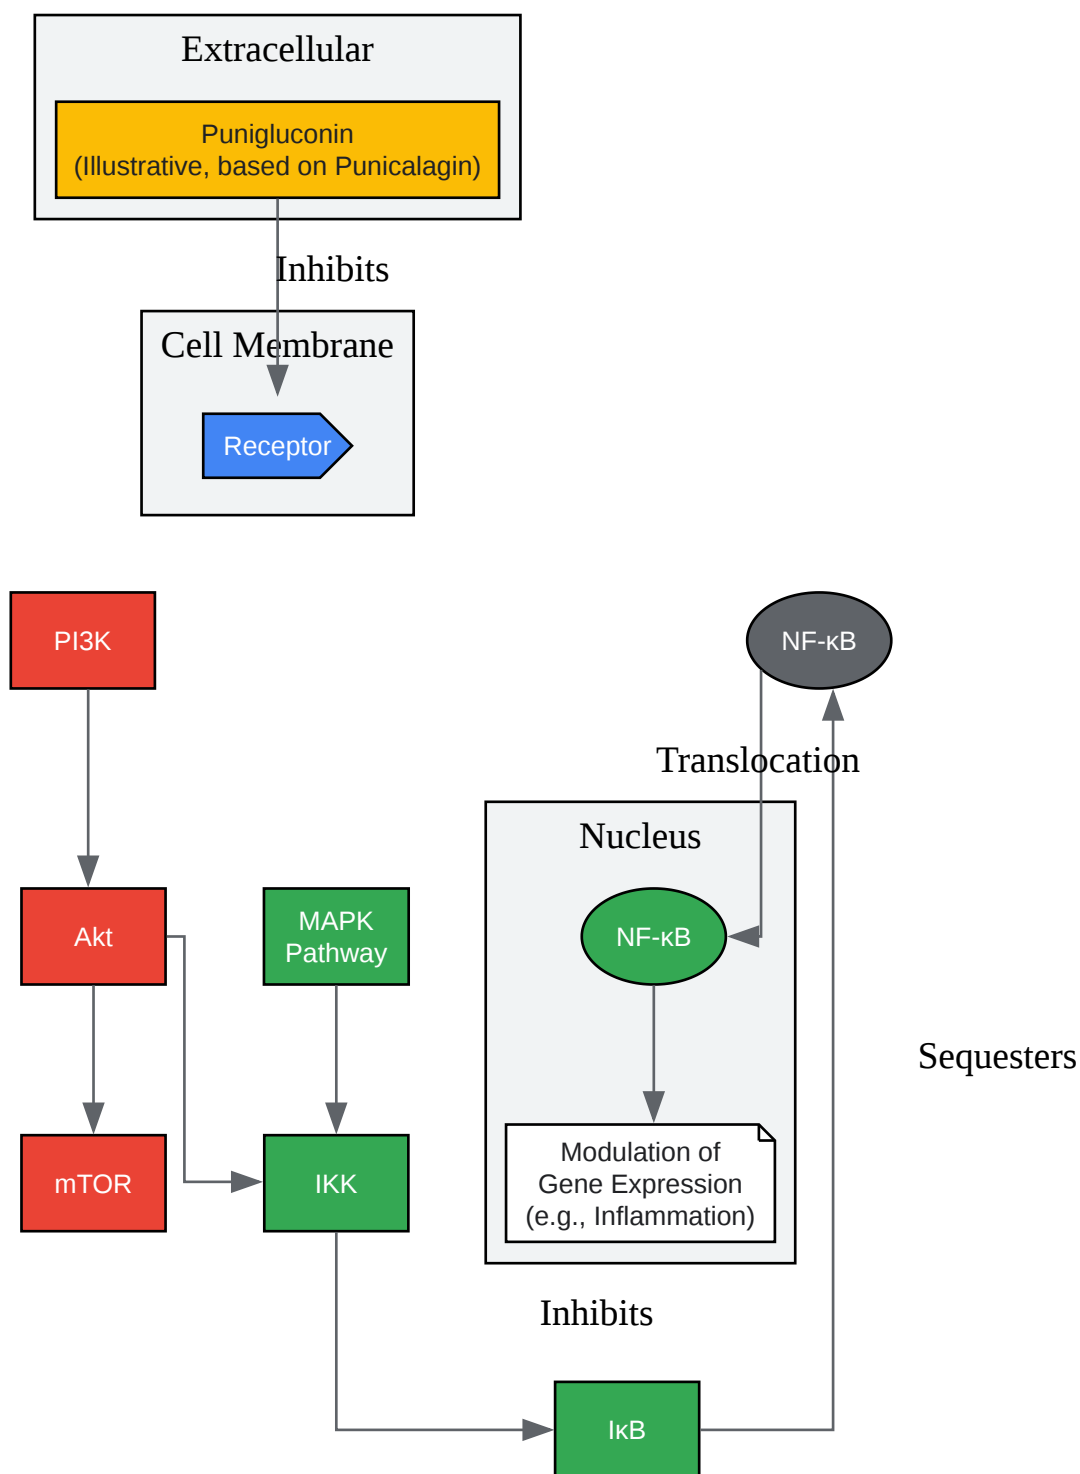 Extracellular
Punigluconin
(Illustrative, based on Punicalagin)
Inhibits
Cell Membrane
Receptor
PI3K
NF-κB
Translocation
Nucleus
Akt
MAPK
Pathway
NF-κB
Sequesters
mTOR
IKK
Modulation of
Gene Expression
(e.g., Inflammation)
Inhibits
IκB